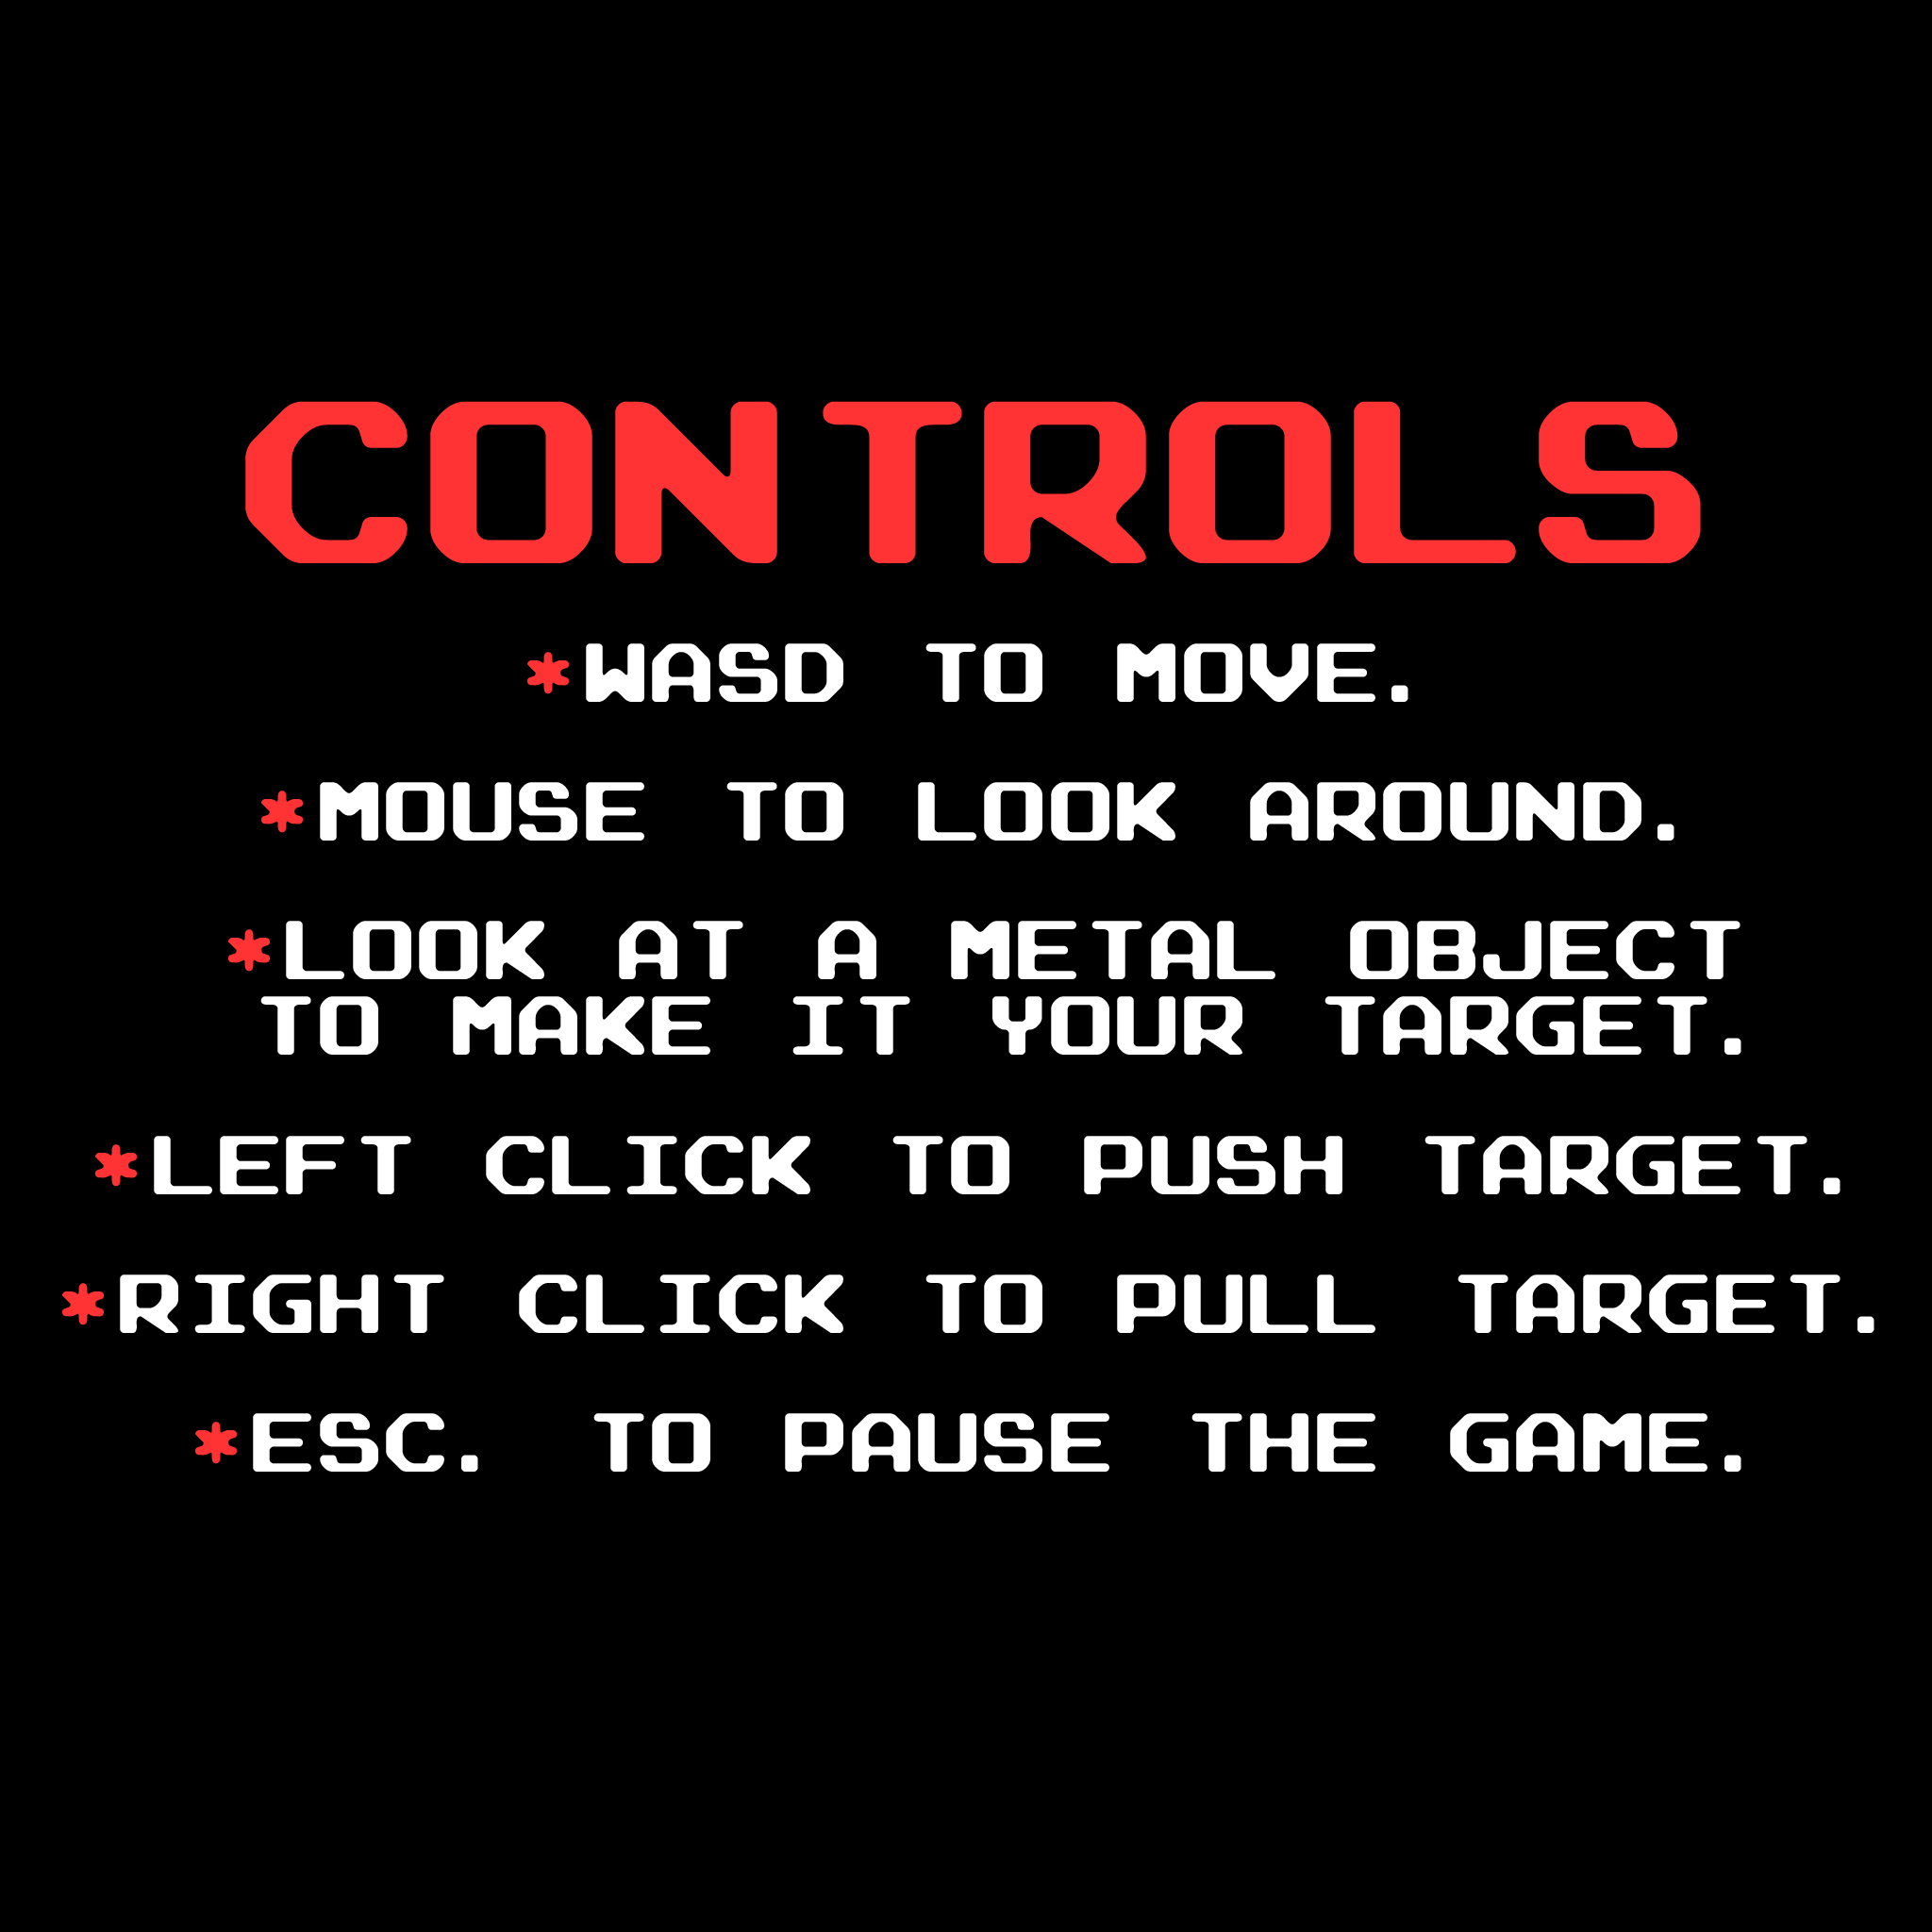 CONTROLS
*WASD TO MOVE.
*MOUSE TO LOOK AROUND.
*LOOK AT A METAL OBJECT
TO MAKE IT YOUR TARGET.
*LEFT CLICK TO PUSH TARGET.
*RIGHT CLICK TO PULL TARGET.
*ESC. TO PAUSE THE GAME.